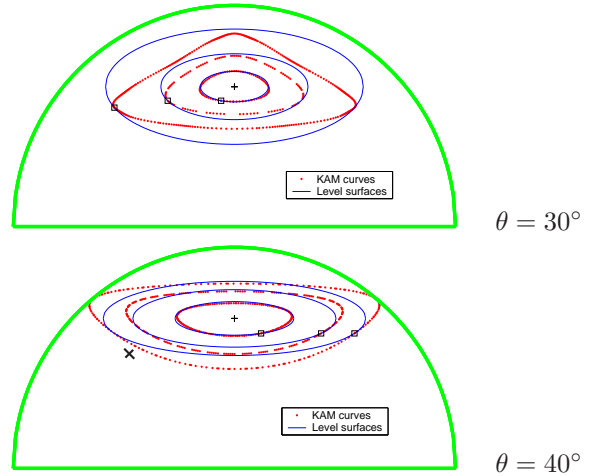 KAM curves
Level surfaces
θ = 30°
KAM curves
Level surfaces
θ = 40°